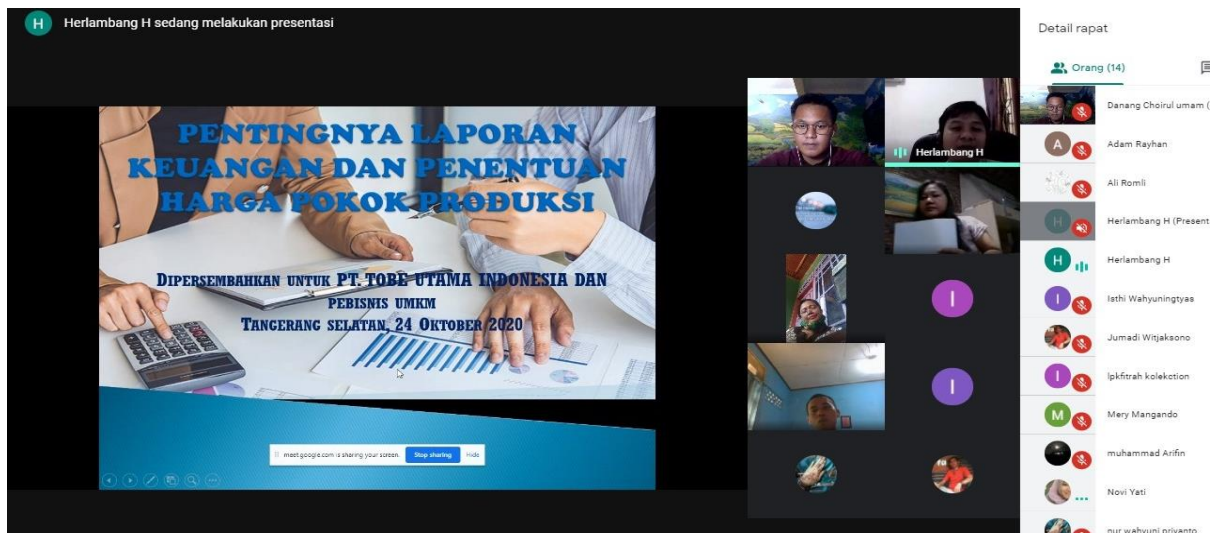 H
Herlambang H sedang melakukan presentasi
PENTINGNYA LAPORAN
KEUANGAN DAN PENENTUAN
HARGA POKOK PRODUKSI
DIPERSEMBAHKAN UNTUK PT. TOBE UTAMA INDONESIA DAN
PEBISNIS UMKM
TANGERANG SELATAN, 24 OKTOBER 2020
meet.google.com is sharing your screen.
Stop sharing
Hide
Herlambang H
I
I
Detail rapat
Orang (14)
Danang Choirul umam (
A
Adam Rayhan
Ali Romli
H
Herlambang H (Present
H
Herlambang H
I
Isthi Wahyuningtyas
Jumadi Witjaksono
I
lpkfitrah kolekction
M
Mery Mangando
muhammad Arifin
Novi Yati
nur wahyuni priyanto